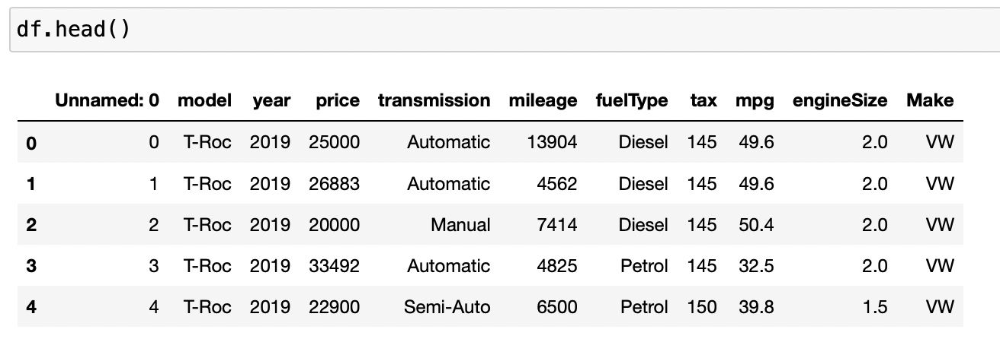 df.head()
Unnamed: 0 model year price transmission mileage fuelType tax mpg engineSize Make
0 0 T-Roc 2019 25000 Automatic 13904 Diesel 145 49.6 2.0 VW
1 1 T-Roc 2019 26883 Automatic 4562 Diesel 145 49.6 2.0 VW
2 2 T-Roc 2019 20000 Manual 7414 Diesel 145 50.4 2.0 VW
3 3 T-Roc 2019 33492 Automatic 4825 Petrol 145 32.5 2.0 VW
4 4 T-Roc 2019 22900 Semi-Auto 6500 Petrol 150 39.8 1.5 VW